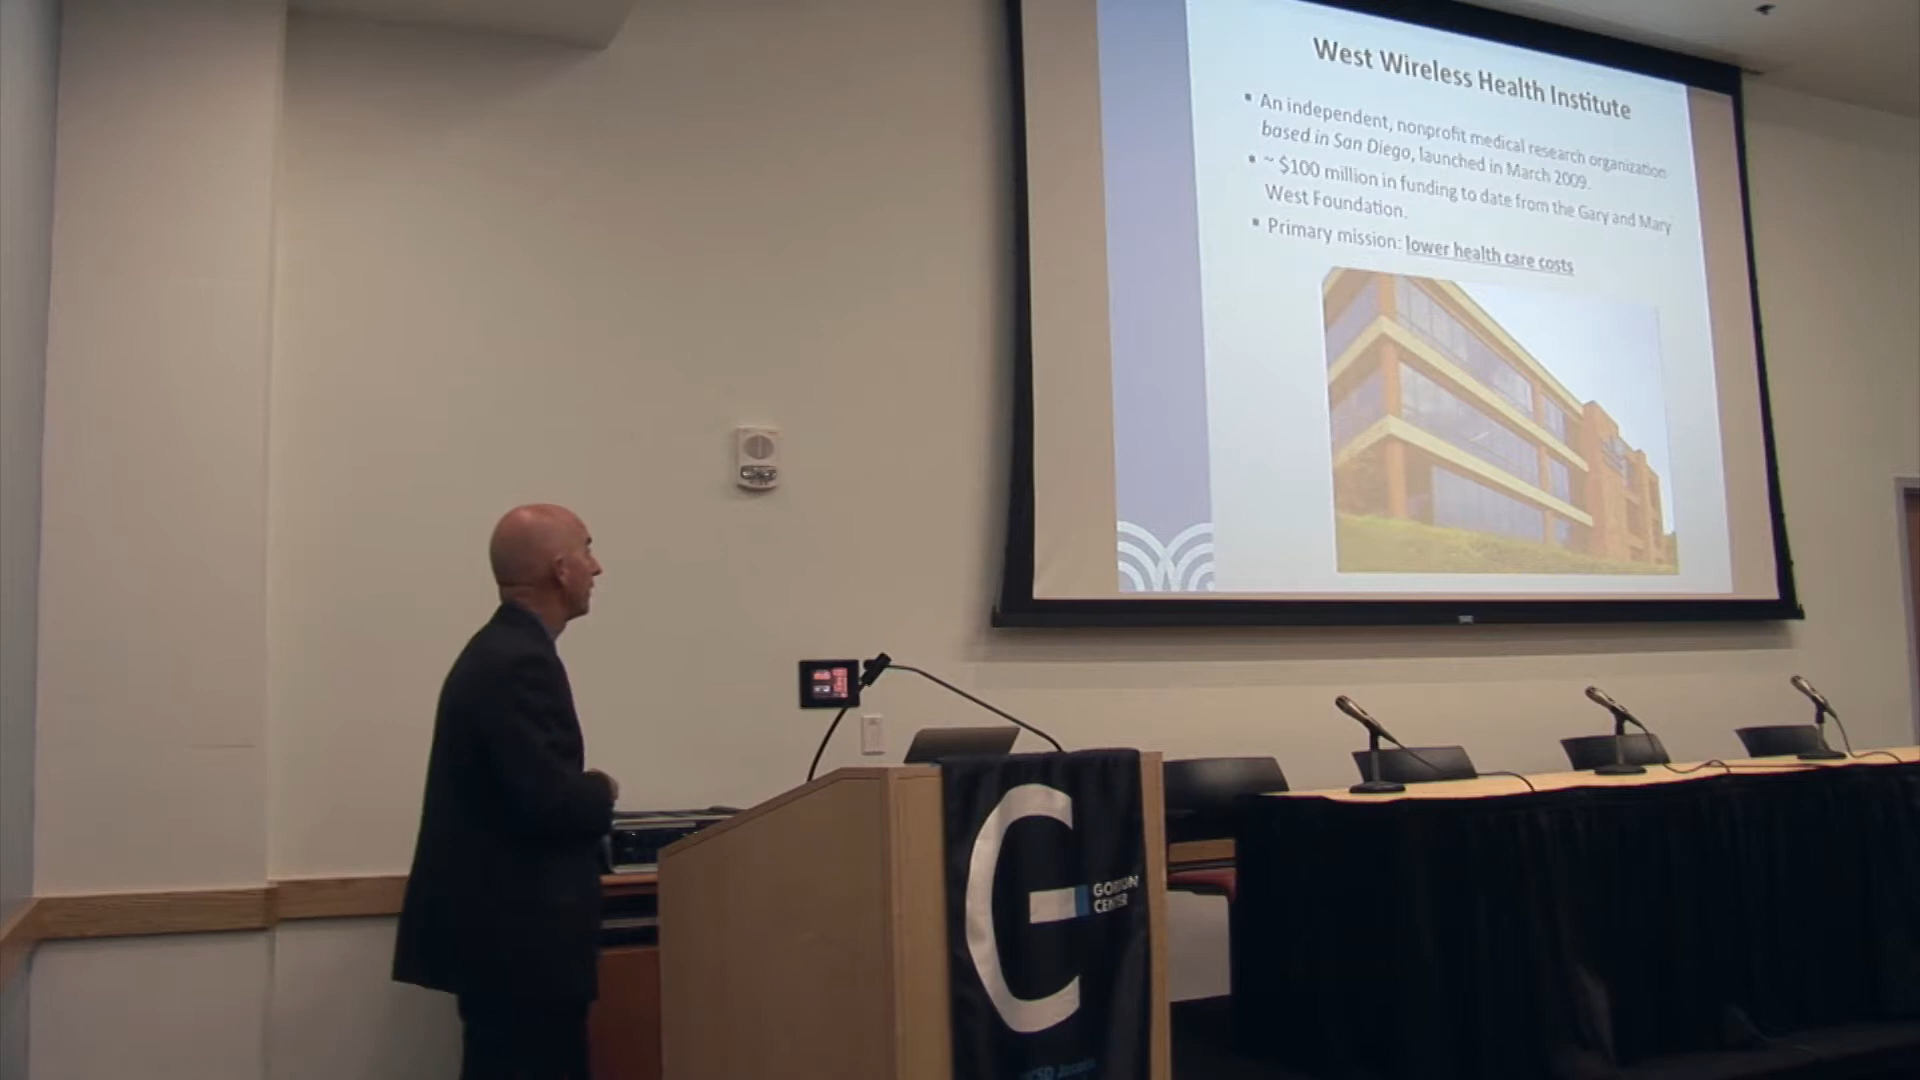 West Wireless Health Institute
▪ An independent, nonprofit medical research organization
based in San Diego, launched in March 2009.
▪ ~ $100 million in funding to date from the Gary and Mary
West Foundation.
▪ Primary mission: lower health care costs
GORDON
CENTER